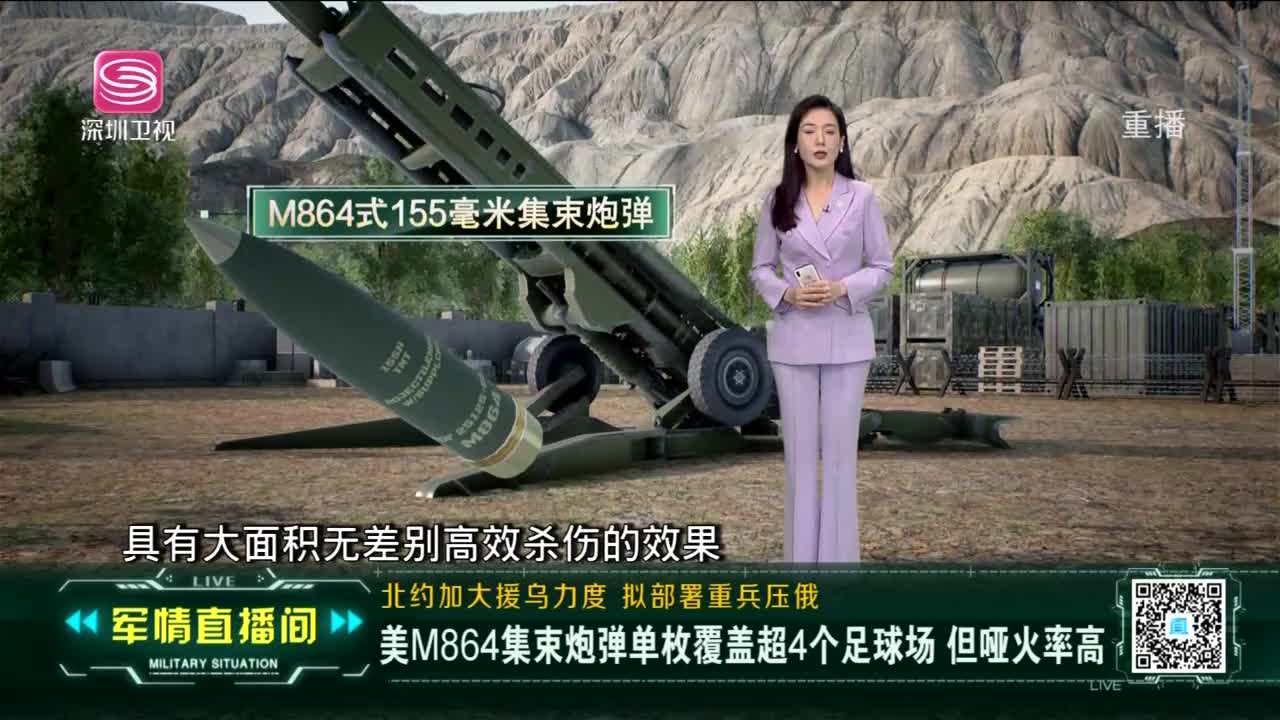 深圳卫视
重播
M864式155毫米集束炮弹
155H
TNT
M864
具有大面积无差别高效杀伤的效果
LIVE
军情直播间
MILITARY SITUATION
北约加大援乌力度 拟部署重兵压俄
美M864集束炮弹单枚覆盖超4个足球场 但哑火率高
LIVE